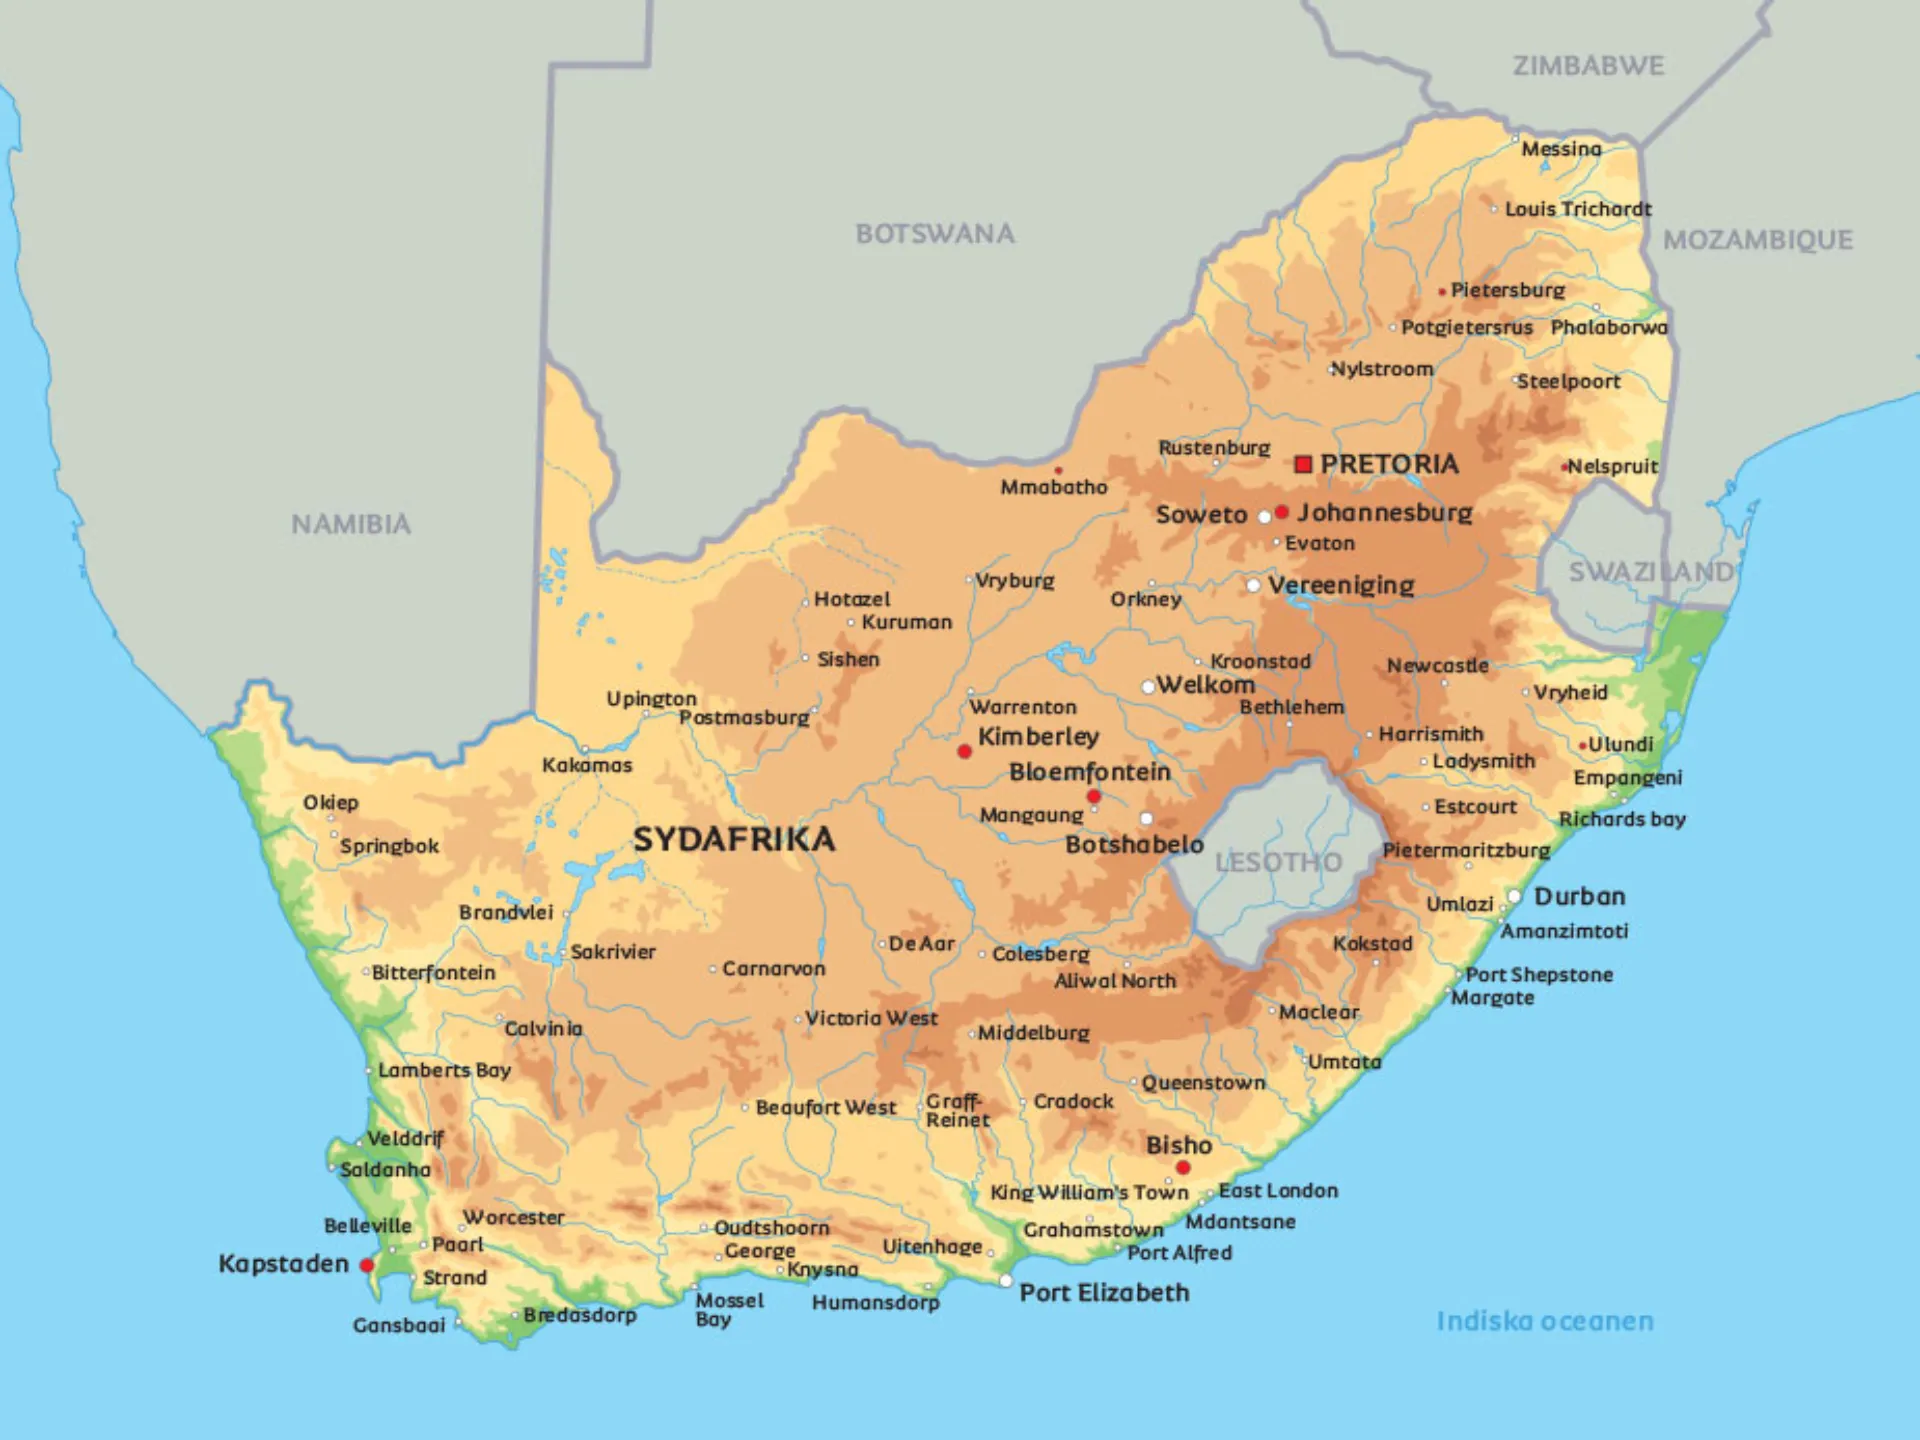 ZIMBABWE
Messina
Louis Trichardt
BOTSWANA
MOZAMBIQUE
Pietersburg
Potgietersrus
Phalaborwa
Nylstroom
Steelpoort
Rustenburg
PRETORIA
Nelspruit
Mmabatho
Soweto
Johannesburg
NAMIBIA
Evaton
SWAZILAND
Vryburg
Vereeniging
Hotazel
Orkney
Kuruman
Sishen
Kroonstad
Newcastle
Welkom
Vryheid
Upington
Postmasburg
Warrenton
Bethlehem
Kimberley
Harrismith
Ulundi
Kakamas
Ladysmith
Bloemfontein
Empangeni
Okiep
Mangaung
Estcourt
Richards bay
Springbok
SYDAFRIKA
Botshabelo
Pietermaritzburg
LESOTHO
Durban
Umlazi
Brandvlei
Amanzimtoti
Sakrivier
De Aar
Colesberg
Kokstad
Bitterfontein
Carnarvon
Aliwal North
Port Shepstone
Margate
Calvinia
Victoria West
Middelburg
Maclear
Umtata
Lamberts Bay
Queenstown
Beaufort West
Graff-
Reinet
Cradock
Velddrif
Bisho
Saldanha
King William's Town
East London
Belleville
Worcester
Oudtshoorn
Grahamstown
Mdantsane
Kapstaden
Paarl
George
Uitenhage
Port Alfred
Strand
Knysna
Port Elizabeth
Mossel
Bay
Humansdorp
Gansbaai
Bredasdorp
Indiska oceanen